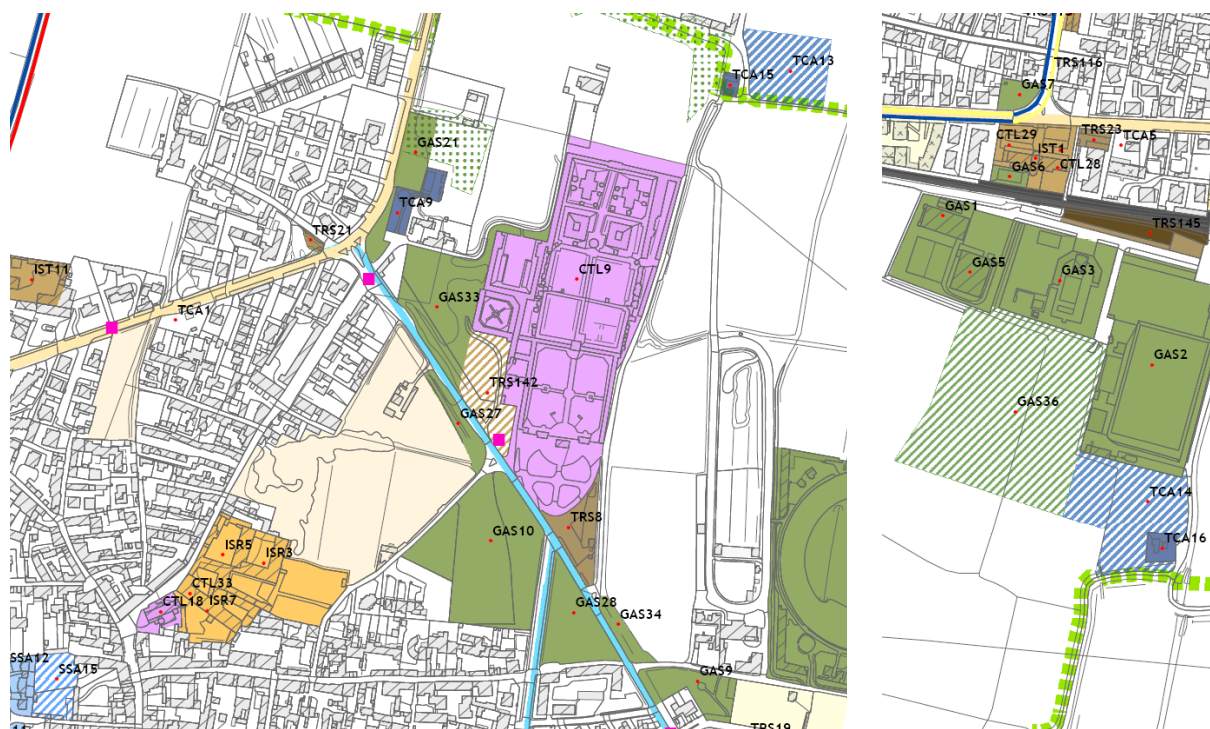 TCA13
TCA15
GAS21
TCA9
TRS21
IST11
CTL9
GAS33
TCA1
TRS142
GAS27
TRS8
GAS10
ISR5
ISR3
CTL33
ISR7
CTL18
GAS28
GAS34
SSA12
SSA15
GAS9
TRS19
TRS116
GAS7
TRS23
CTL29
TCA5
IST1
CTL28
GAS6
GAS1
TRS145
GAS5
GAS3
GAS2
GAS36
TCA14
TCA16